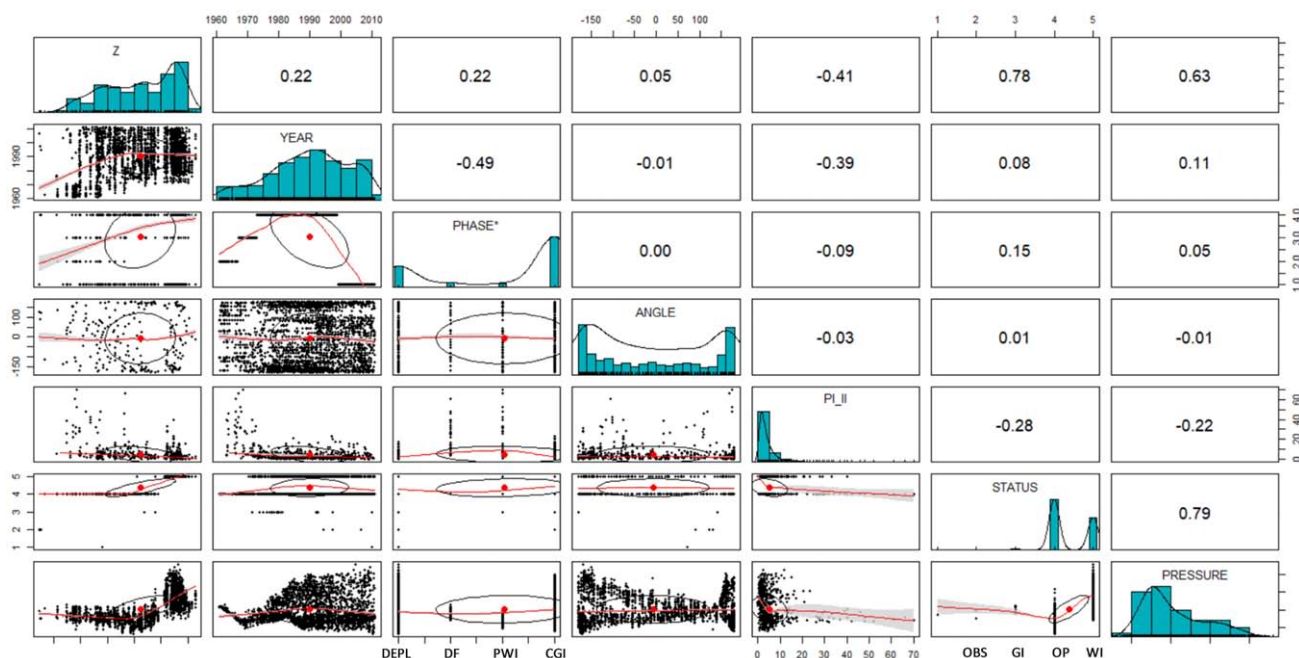 1960 1970 1980 1990 2000 2010 -150 0 50 100 1 2 3 4 5
Z
0.22 0.22 0.05 -0.41 0.78 0.63
YEAR
1960 1990
-0.49 -0.01 -0.39 0.08 0.11
PHASE*
0.00 -0.09 0.15 0.05
1.0 2.0 3.0 4.0
ANGLE
-150 0 100
-0.03 0.01 -0.01
PI_II
-0.28 -0.22
0 20 40 60
STATUS
1 2 3 4 5
0.79
PRESSURE
DEPL DF PWI CGI 0 10 20 30 40 50 60 70 OBS GI OP WI